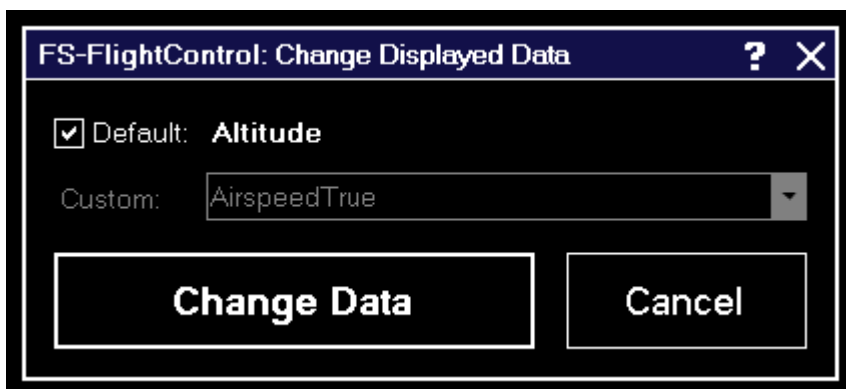 FS-FlightControl: Change Displayed Data ? X
Default: Altitude
Custom: AirspeedTrue
Change Data Cancel